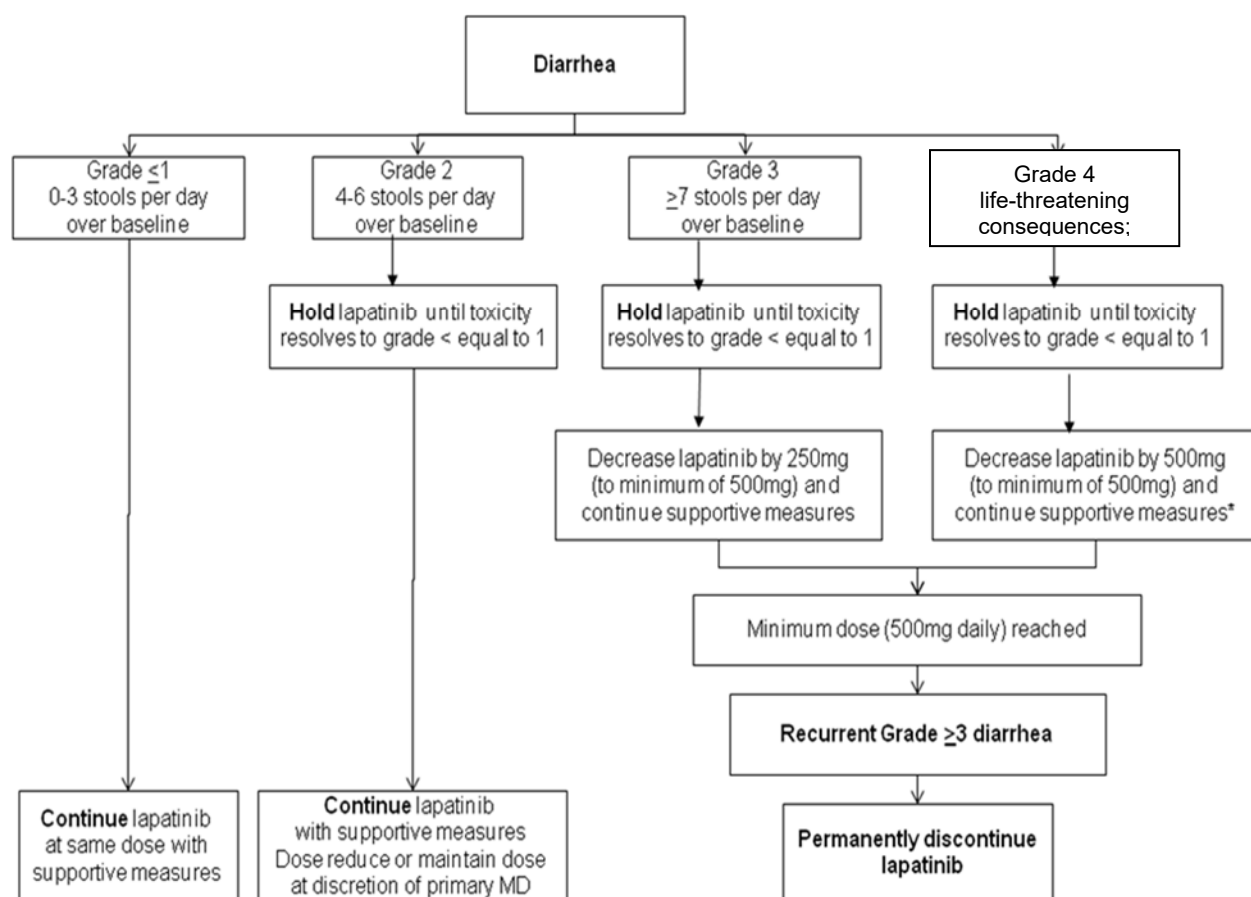 Diarrhea
Grade ≤1
0-3 stools per day
over baseline
Grade 2
4-6 stools per day
over baseline
Grade 3
≥7 stools per day
over baseline
Grade 4
life-threatening
consequences;
Hold lapatinib until toxicity
resolves to grade < equal to 1
Hold lapatinib until toxicity
resolves to grade < equal to 1
Hold lapatinib until toxicity
resolves to grade < equal to 1
Decrease lapatinib by 250mg
(to minimum of 500mg) and
continue supportive measures
Decrease lapatinib by 500mg
(to minimum of 500mg) and
continue supportive measures*
Minimum dose (500mg daily) reached
Recurrent Grade ≥3 diarrhea
Continue lapatinib
at same dose with
supportive measures
Continue lapatinib
with supportive measures
Dose reduce or maintain dose
at discretion of primary MD
Permanently discontinue
lapatinib